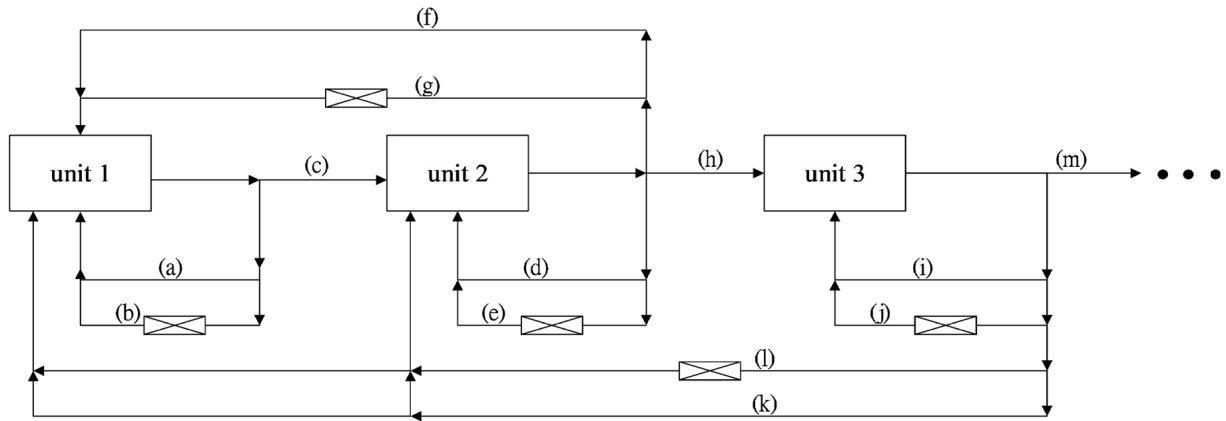 (f)
(g)
unit 1
(c)
unit 2
(h)
unit 3
(m)
(a)
(d)
(i)
(b)
(e)
(j)
(l)
(k)